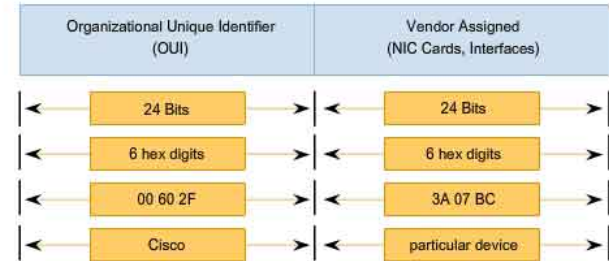 Organizational Unique Identifier
(OUI)
Vendor Assigned
(NIC Cards, Interfaces)
24 Bits
24 Bits
6 hex digits
6 hex digits
00 60 2F
3A 07 BC
Cisco
particular device